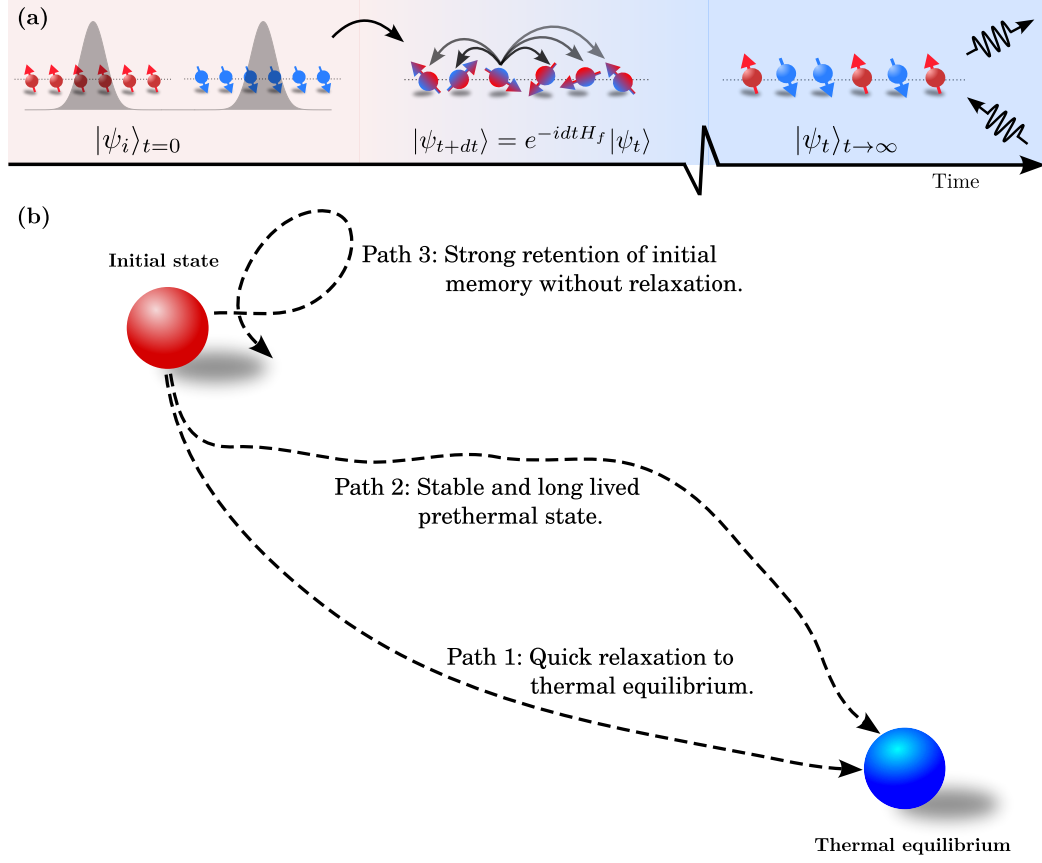 (a)
|ψ_i⟩_{t=0}
|ψ_{t+dt}⟩ = e^{-idtH_f}|ψ_t⟩
|ψ_t⟩_{t→∞}
Time
(b)
Initial state
Path 3: Strong retention of initial
memory without relaxation.
Path 2: Stable and long lived
prethermal state.
Path 1: Quick relaxation to
thermal equilibrium.
Thermal equilibrium